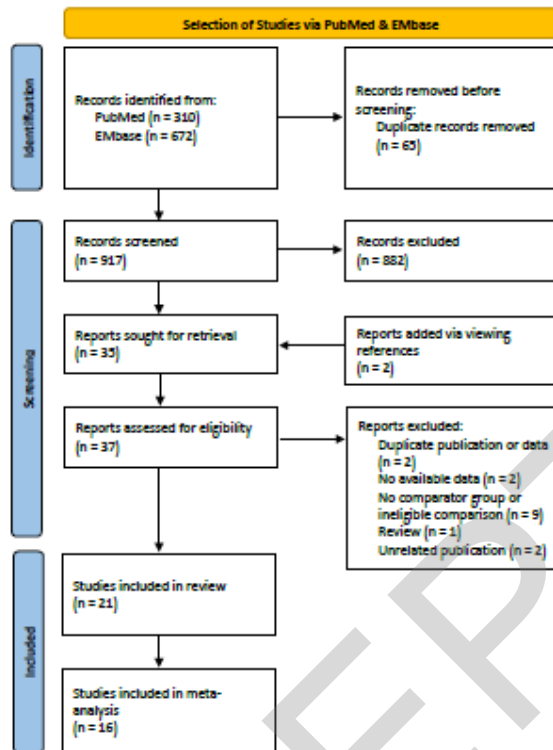 Selection of Studies via PubMed & EMbase
Identification
Records identified from:
PubMed (n = 310)
EMbase (n = 672)
Records removed before
screening:
Duplicate records removed
(n = 65)
Screening
Records screened
(n = 917)
Records excluded
(n = 882)
Reports sought for retrieval
(n = 35)
Reports added via viewing
references
(n = 2)
Reports assessed for eligibility
(n = 37)
Reports excluded:
Duplicate publication or data
(n = 2)
No available data (n = 2)
No comparator group or
ineligible comparison (n = 9)
Review (n = 1)
Unrelated publication (n = 2)
Included
Studies included in review
(n = 21)
Studies included in meta-
analysis
(n = 16)